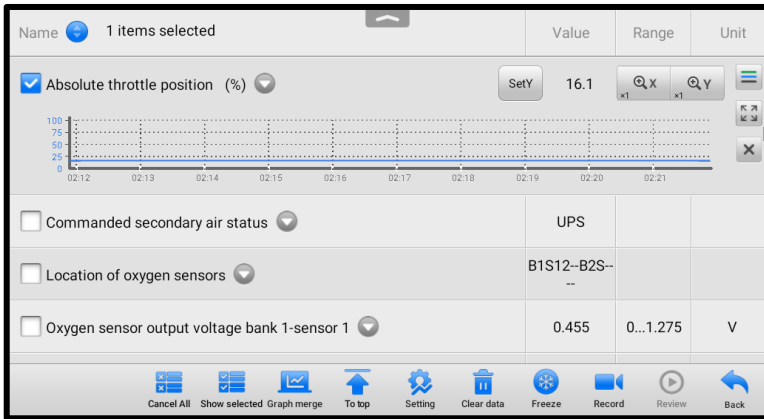 Name 1 items selected Value Range Unit
Absolute throttle position (%) SetY 16.1 x1 X x1 Y
100
75
50
25
0
02:12 02:13 02:14 02:15 02:16 02:17 02:18 02:19 02:20 02:21
Commanded secondary air status UPS
Location of oxygen sensors B1S12--B2S--
--
Oxygen sensor output voltage bank 1-sensor 1 0.455 0...1.275 V
Cancel All Show selected Graph merge To top Setting Clear data Freeze Record Review Back